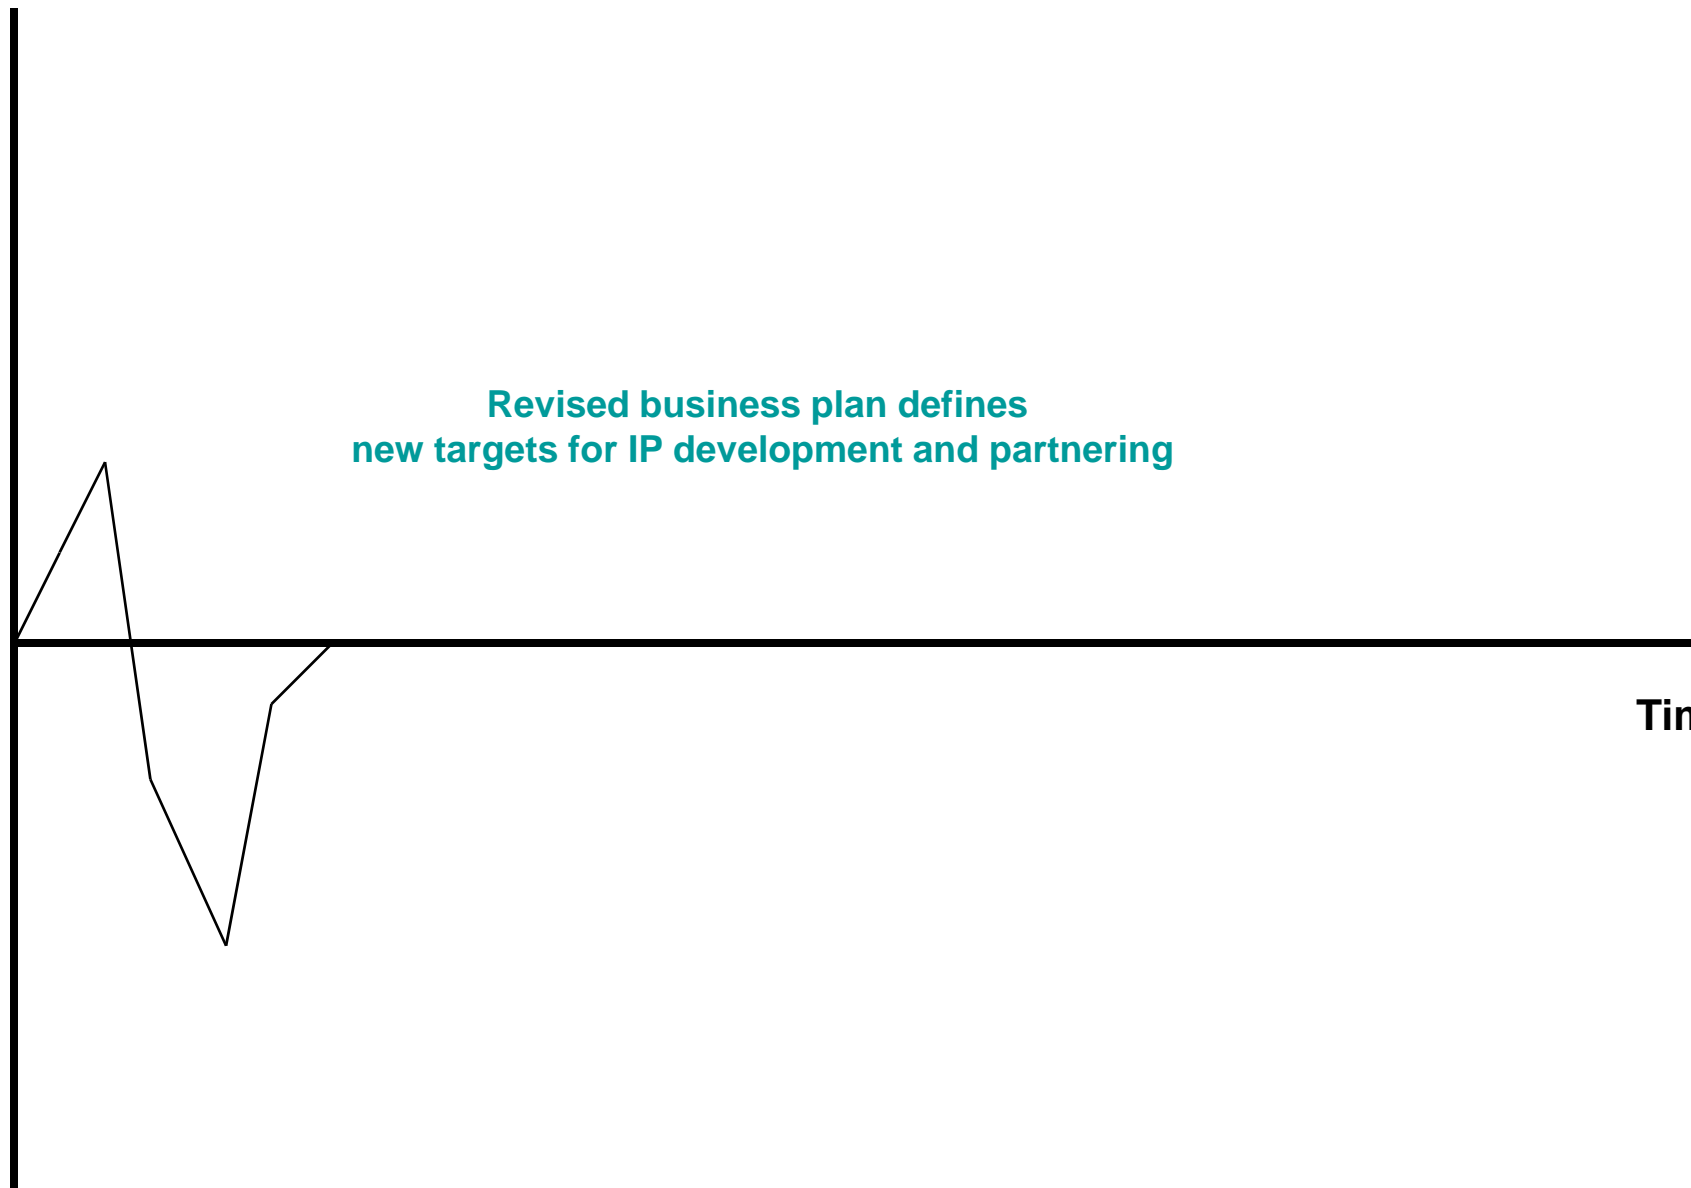 Revised business plan defines
new targets for IP development and partnering